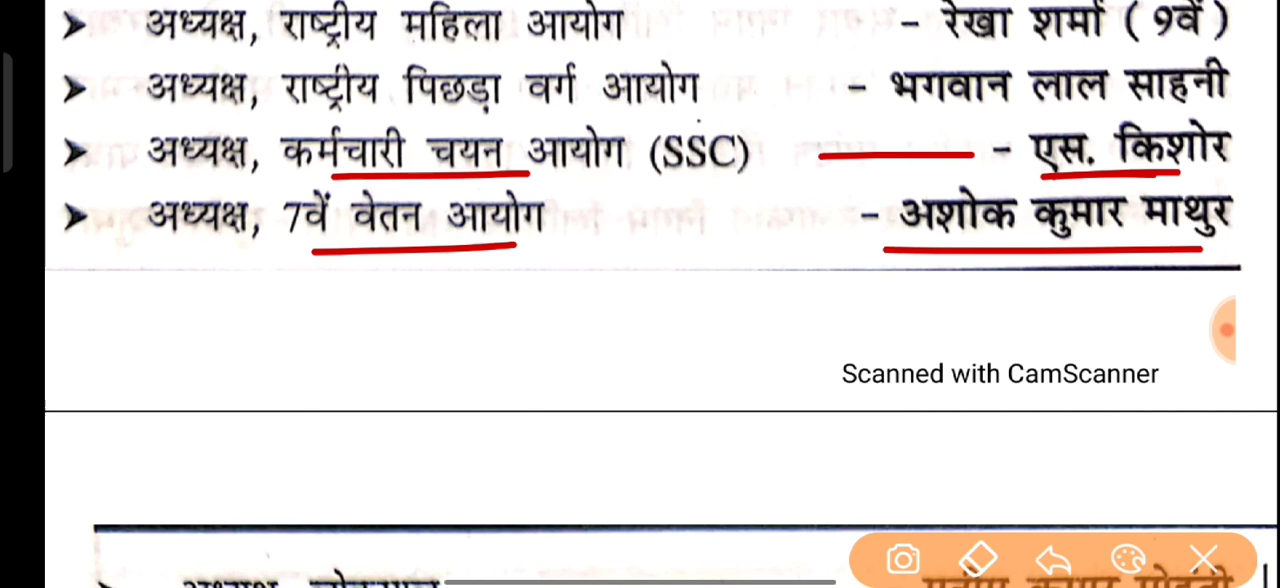 ➤ अध्यक्ष, राष्ट्रीय महिला आयोग - रेखा शर्मा ( 9वें )
➤ अध्यक्ष, राष्ट्रीय पिछड़ा वर्ग आयोग - भगवान लाल साहनी
➤ अध्यक्ष, कर्मचारी चयन आयोग (SSC) - एस. किशोर
➤ अध्यक्ष, 7वें वेतन आयोग - अशोक कुमार माथुर
Scanned with CamScanner